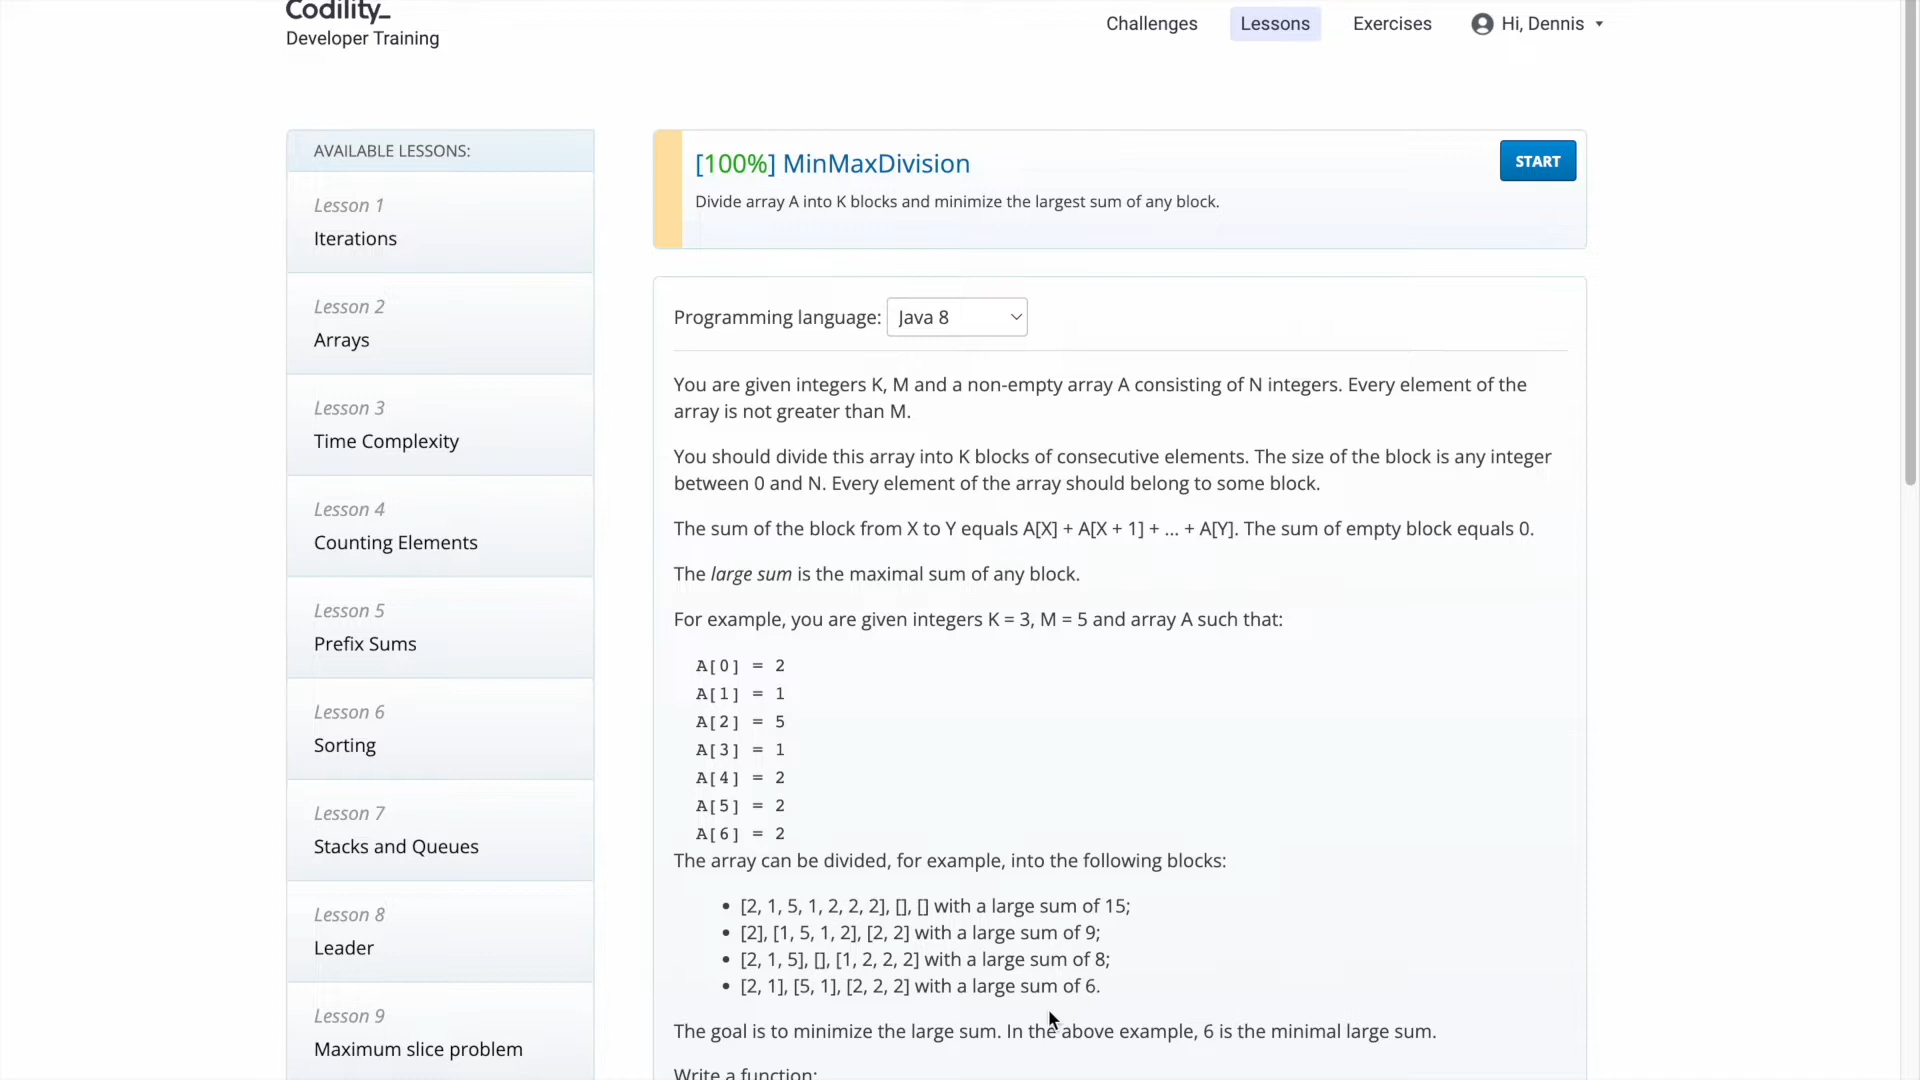 Codility_
Developer Training
Challenges
Lessons
Exercises
Hi, Dennis
AVAILABLE LESSONS:
Lesson 1
Iterations
Lesson 2
Arrays
Lesson 3
Time Complexity
Lesson 4
Counting Elements
Lesson 5
Prefix Sums
Lesson 6
Sorting
Lesson 7
Stacks and Queues
Lesson 8
Leader
Lesson 9
Maximum slice problem
[100%] MinMaxDivision
START
Divide array A into K blocks and minimize the largest sum of any block.
Programming language: Java 8
You are given integers K, M and a non-empty array A consisting of N integers. Every element of the
array is not greater than M.
You should divide this array into K blocks of consecutive elements. The size of the block is any integer
between 0 and N. Every element of the array should belong to some block.
The sum of the block from X to Y equals A[X] + A[X + 1] + ... + A[Y]. The sum of empty block equals 0.
The large sum is the maximal sum of any block.
For example, you are given integers K = 3, M = 5 and array A such that:
A[0] = 2
A[1] = 1
A[2] = 5
A[3] = 1
A[4] = 2
A[5] = 2
A[6] = 2
The array can be divided, for example, into the following blocks:
• [2, 1, 5, 1, 2, 2, 2], [], [] with a large sum of 15;
• [2], [1, 5, 1, 2], [2, 2] with a large sum of 9;
• [2, 1, 5], [], [1, 2, 2, 2] with a large sum of 8;
• [2, 1], [5, 1], [2, 2, 2] with a large sum of 6.
The goal is to minimize the large sum. In the above example, 6 is the minimal large sum.
Write a function: